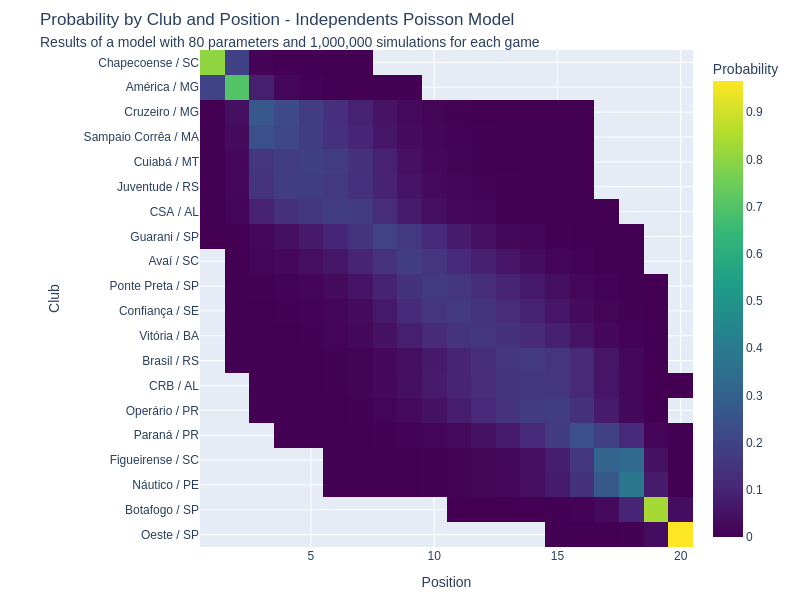 Probability by Club and Position - Independents Poisson Model
Results of a model with 80 parameters and 1,000,000 simulations for each game
Probability
Chapecoense / SC
América / MG
Cruzeiro / MG
Sampaio Corrêa / MA
Cuiabá / MT
Juventude / RS
CSA / AL
Guarani / SP
Avaí / SC
Ponte Preta / SP
Confiança / SE
Vitória / BA
Brasil / RS
CRB / AL
Operário / PR
Paraná / PR
Figueirense / SC
Náutico / PE
Botafogo / SP
Oeste / SP
Club
5
10
15
20
Position
0.9
0.8
0.7
0.6
0.5
0.4
0.3
0.2
0.1
0